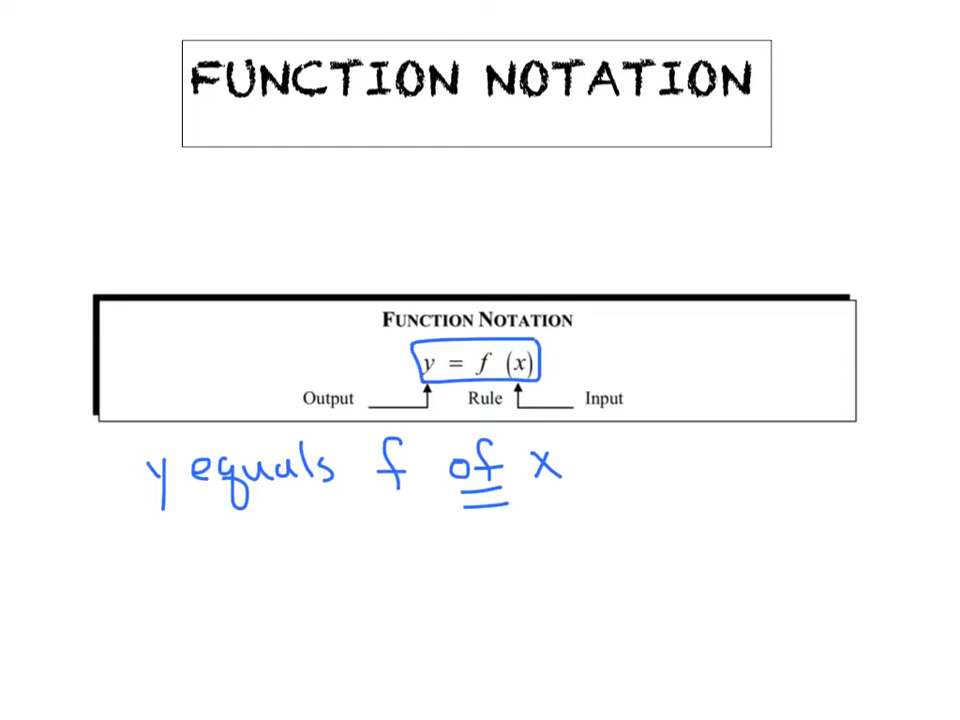 FUNCTION NOTATION
FUNCTION NOTATION
y = f (x)
Output Rule Input
y equals f of x